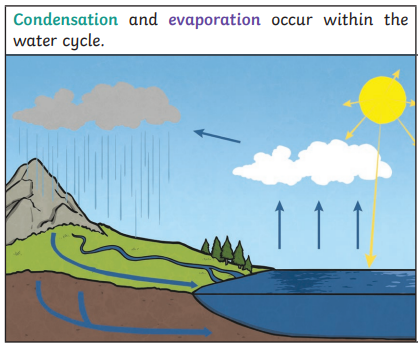 Condensation and evaporation occur within the
water cycle.